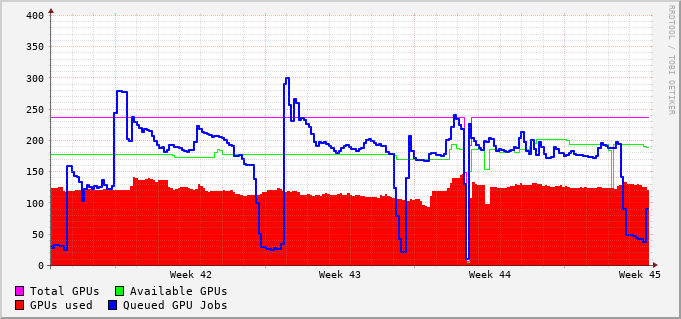 400
350
300
250
200
150
100
50
0
Week 42 Week 43 Week 44 Week 45
Total GPUs Available GPUs
GPUs used Queued GPU Jobs
RRDTOOL / TOBI OETIKER